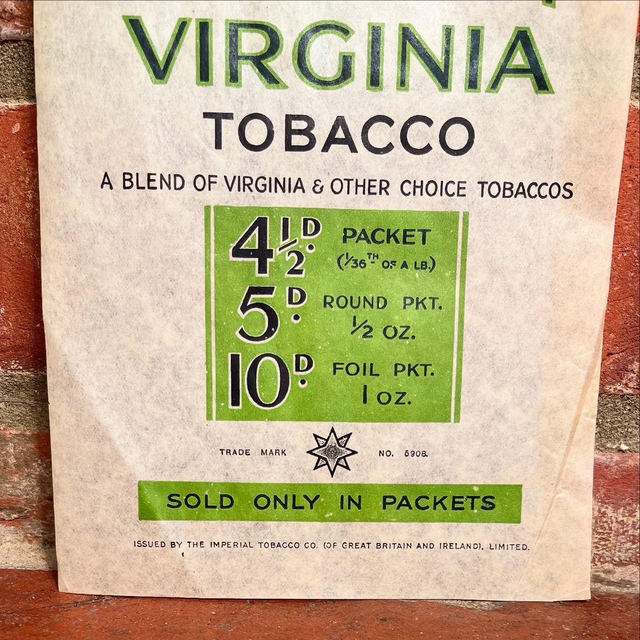 VIRGINIA
TOBACCO
A BLEND OF VIRGINIA & OTHER CHOICE TOBACCOS
4½D. PACKET
(1/36TH OF A LB.)
5D. ROUND PKT.
½ OZ.
10D. FOIL PKT.
1 OZ.
TRADE MARK NO. 5908.
SOLD ONLY IN PACKETS
ISSUED BY THE IMPERIAL TOBACCO CO. (OF GREAT BRITAIN AND IRELAND), LIMITED.